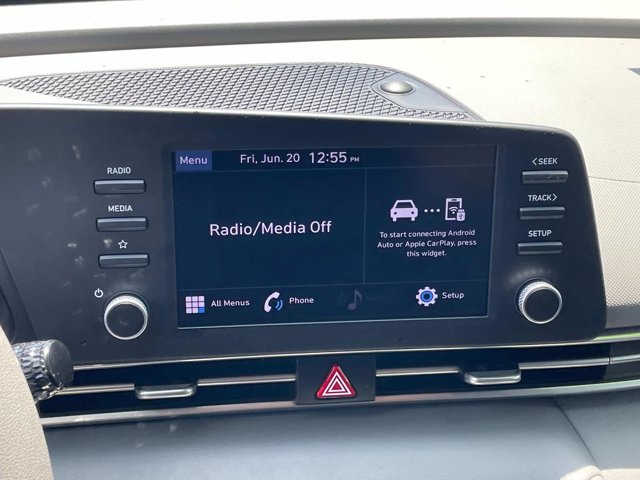 RADIO
MEDIA
Menu
Fri, Jun. 20 12:55 PM
Radio/Media Off
To start connecting Android
Auto or Apple CarPlay, press
this widget.
All Menus
Phone
Setup
< SEEK
TRACK >
SETUP